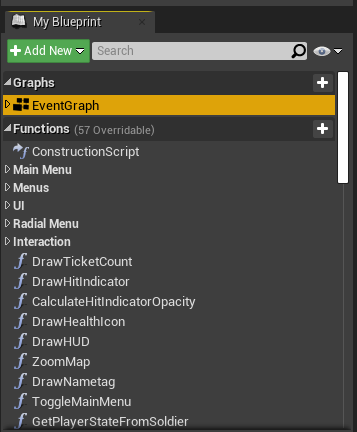 My Blueprint
Add New Search
Graphs
EventGraph
Functions (57 Overridable)
ConstructionScript
Main Menu
Menus
UI
Radial Menu
Interaction
DrawTicketCount
DrawHitIndicator
CalculateHitIndicatorOpacity
DrawHealthIcon
DrawHUD
ZoomMap
DrawNametag
ToggleMainMenu
GetPlayerStateFromSoldier